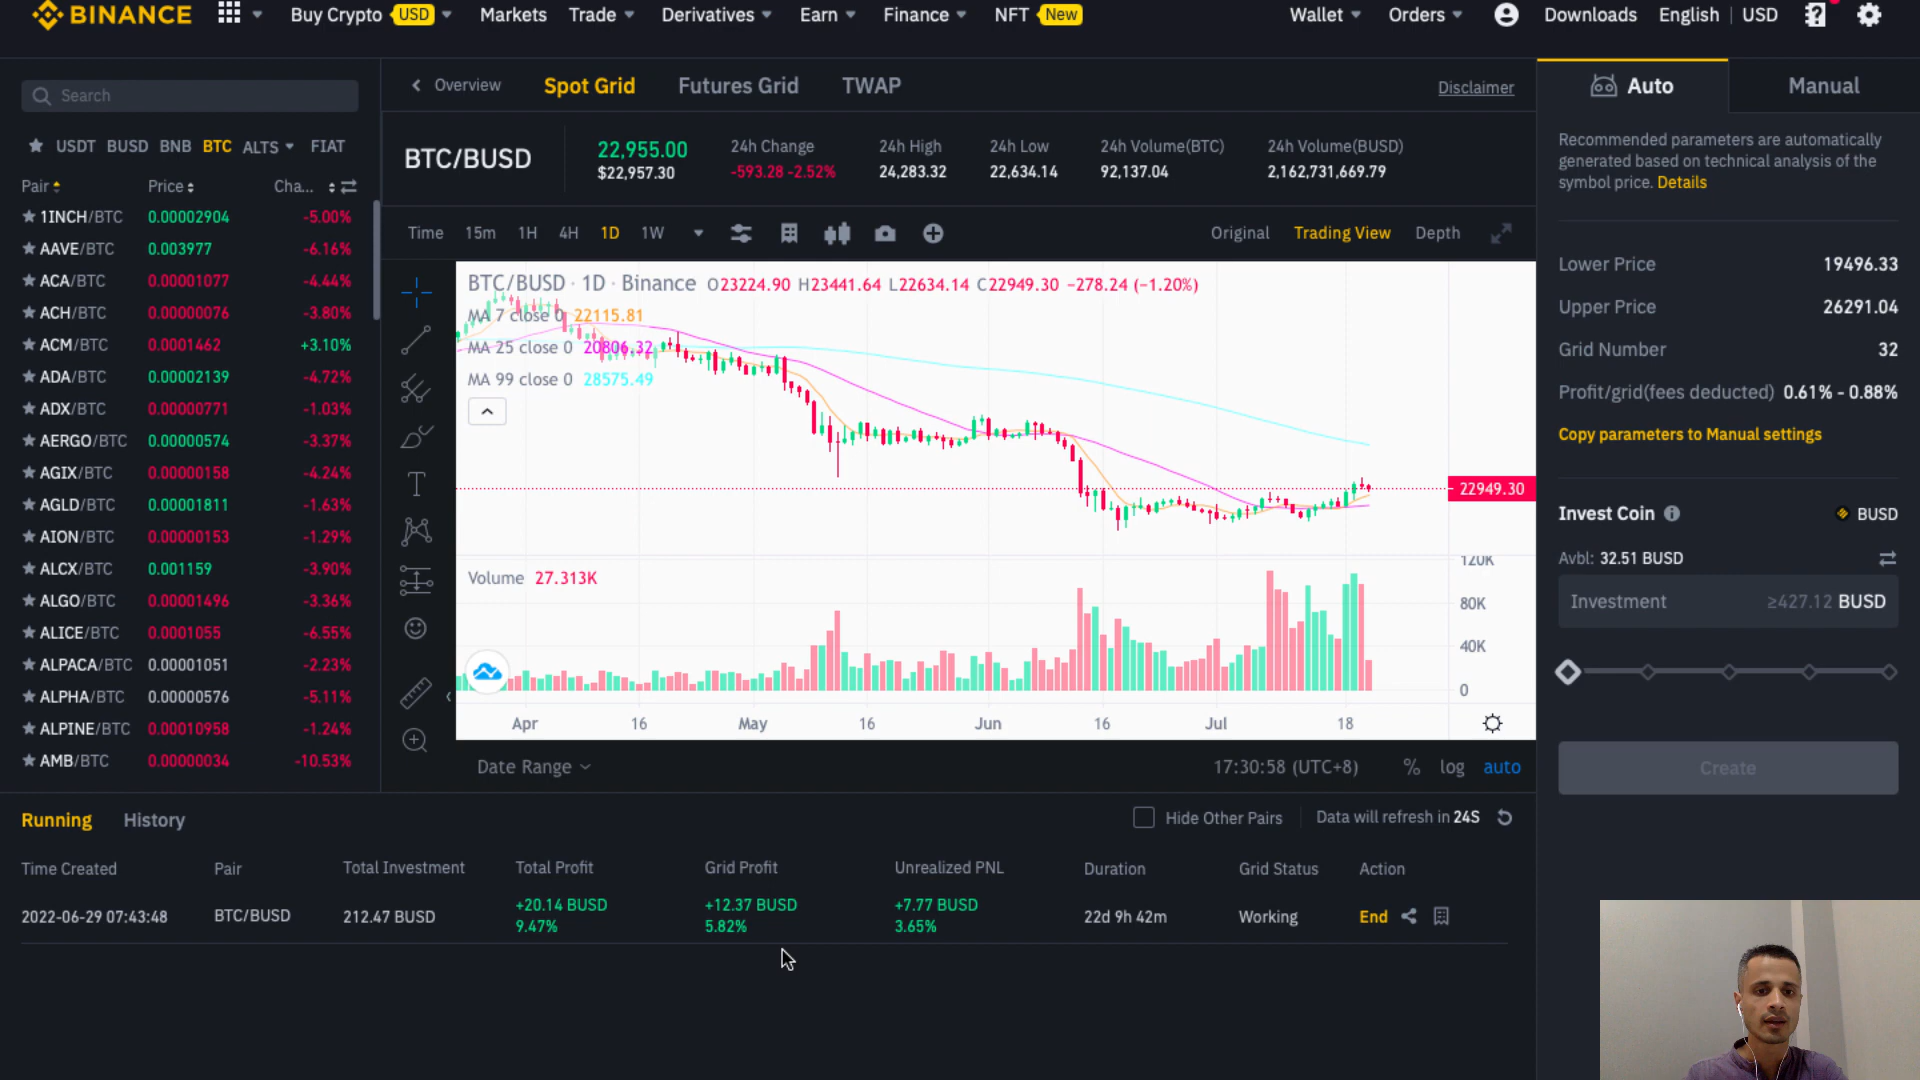 BINANCE
Buy Crypto USD Markets Trade Derivatives Earn Finance NFT New Wallet Orders Downloads English USD
Search
USDT BUSD BNB BTC ALTS FIAT
Pair Price Cha...
1INCH/BTC 0.00002904 -5.00%
AAVE/BTC 0.003977 -6.16%
ACA/BTC 0.00001077 -4.44%
ACH/BTC 0.00000076 -3.80%
ACM/BTC 0.0001462 +3.10%
ADA/BTC 0.00002139 -4.72%
ADX/BTC 0.00000771 -1.03%
AERGO/BTC 0.00000574 -3.37%
AGIX/BTC 0.00000158 -4.24%
AGLD/BTC 0.00001811 -1.63%
AION/BTC 0.00000153 -1.29%
ALCX/BTC 0.001159 -3.90%
ALGO/BTC 0.00001496 -3.36%
ALICE/BTC 0.0001055 -6.55%
ALPACA/BTC 0.00001051 -2.23%
ALPHA/BTC 0.00000576 -5.11%
ALPINE/BTC 0.00010958 -1.24%
AMB/BTC 0.00000034 -10.53%
Overview Spot Grid Futures Grid TWAP Disclaimer
BTC/BUSD
22,955.00
$22,957.30
24h Change
-593.28 -2.52%
24h High
24,283.32
24h Low
22,634.14
24h Volume(BTC)
92,137.04
24h Volume(BUSD)
2,162,731,669.79
Time 15m 1H 4H 1D 1W Original Trading View Depth
BTC/BUSD · 1D · Binance O23224.90 H23441.64 L22634.14 C22949.30 −278.24 (−1.20%)
MA 7 close 0 22115.81
MA 25 close 0 20806.32
MA 99 close 0 28575.49
22949.30
Volume 27.313K
120K
80K
40K
0
Apr 16 May 16 Jun 16 Jul 18
Date Range 17:30:58 (UTC+8) % log auto
Auto Manual
Recommended parameters are automatically
generated based on technical analysis of the
symbol price. Details
Lower Price 19496.33
Upper Price 26291.04
Grid Number 32
Profit/grid(fees deducted) 0.61% - 0.88%
Copy parameters to Manual settings
Invest Coin BUSD
Avbl: 32.51 BUSD
Investment ≥427.12 BUSD
Create
Running History Hide Other Pairs Data will refresh in 24S
Time Created Pair Total Investment Total Profit Grid Profit Unrealized PNL Duration Grid Status Action
2022-06-29 07:43:48 BTC/BUSD 212.47 BUSD +20.14 BUSD +12.37 BUSD +7.77 BUSD 22d 9h 42m Working End
9.47% 5.82% 3.65%